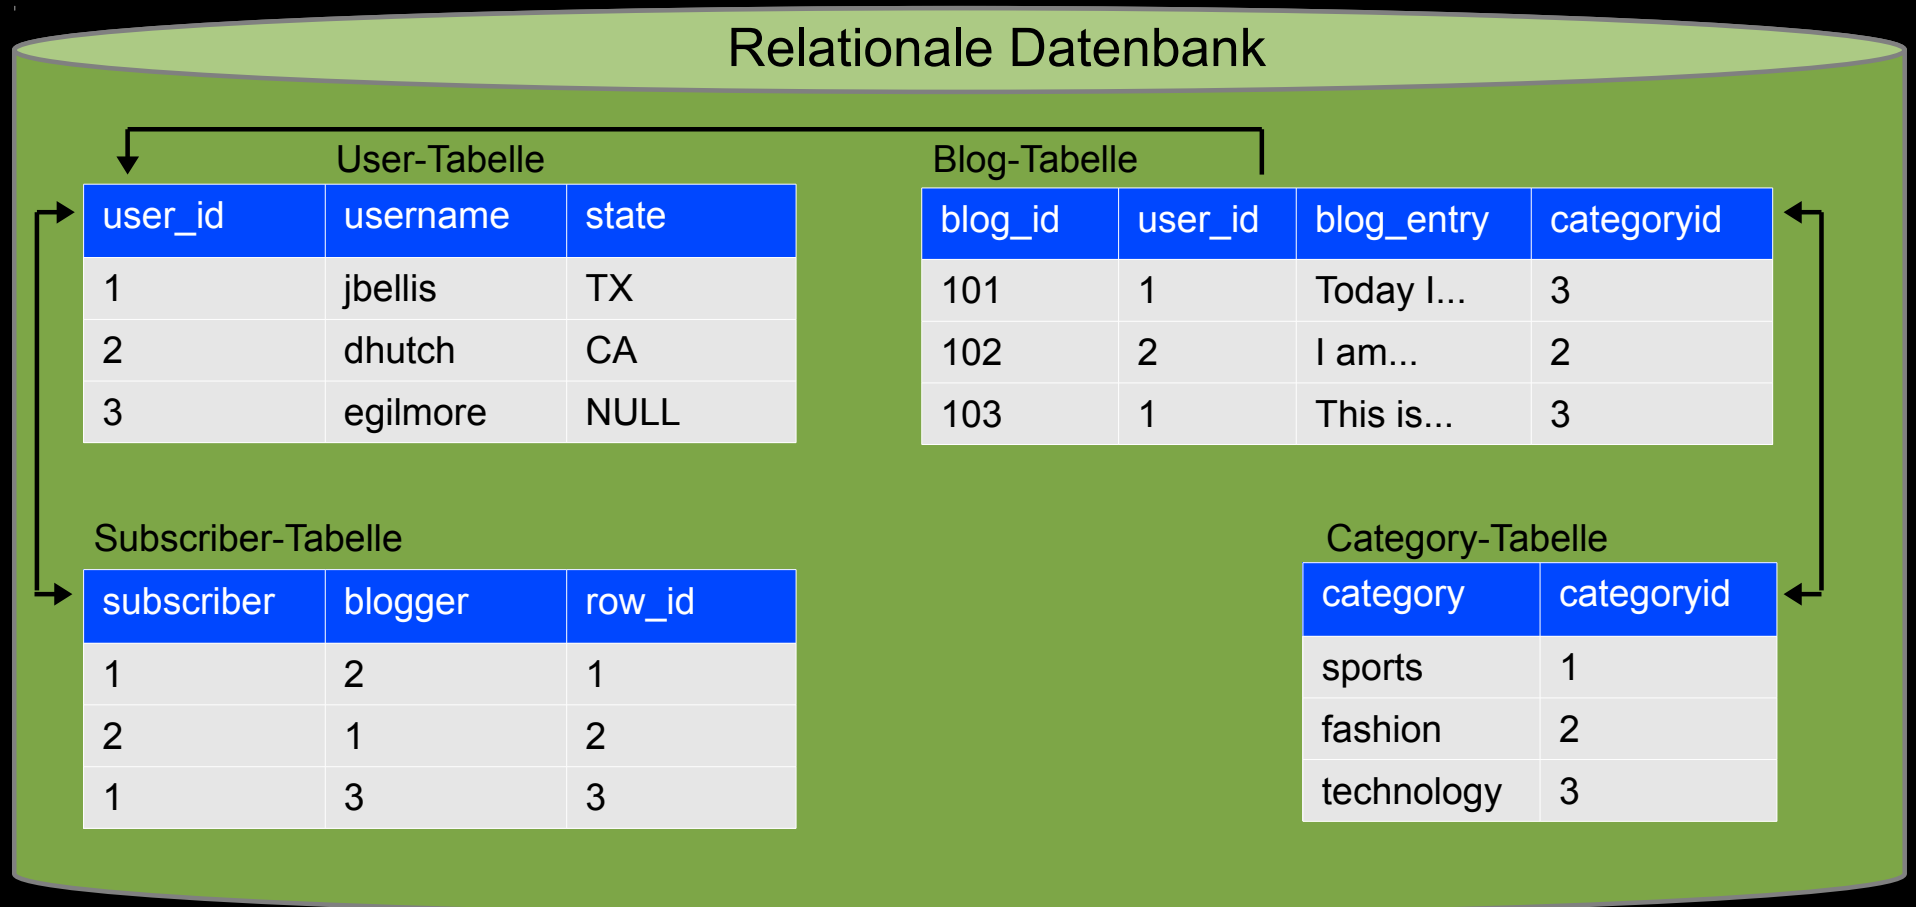 Relationale Datenbank
User-Tabelle
user_id username state
1 jbellis TX
2 dhutch CA
3 egilmore NULL
Blog-Tabelle
blog_id user_id blog_entry categoryid
101 1 Today I... 3
102 2 I am... 2
103 1 This is... 3
Subscriber-Tabelle
subscriber blogger row_id
1 2 1
2 1 2
1 3 3
Category-Tabelle
category categoryid
sports 1
fashion 2
technology 3